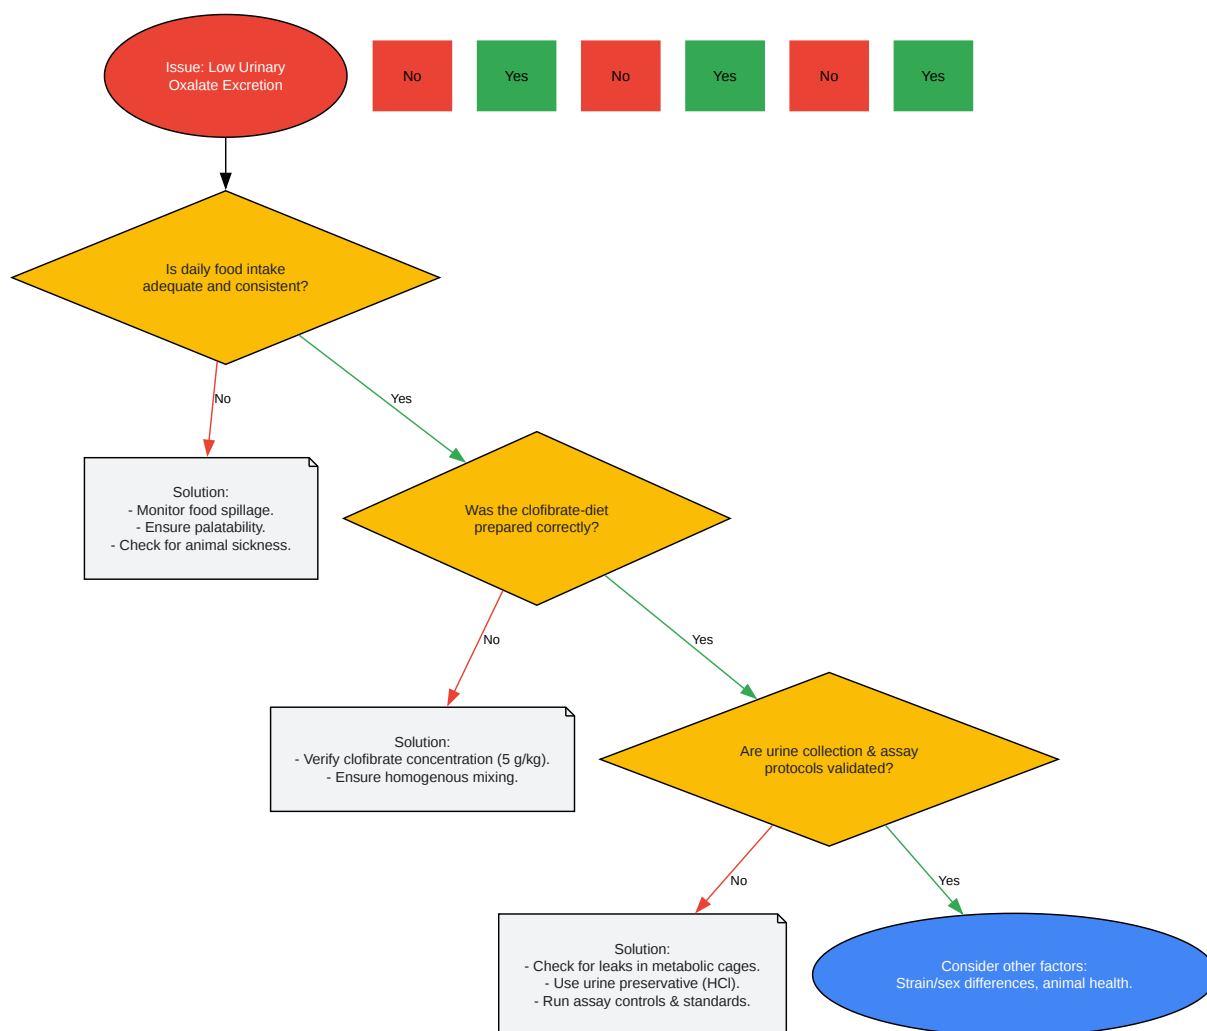 Issue: Low Urinary
Oxalate Excretion
No
Yes
No
Yes
No
Yes
Is daily food intake
adequate and consistent?
No
Yes
Solution:
- Monitor food spillage.
- Ensure palatability.
- Check for animal sickness.
Was the clofibrate-diet
prepared correctly?
No
Yes
Solution:
- Verify clofibrate concentration (5 g/kg).
- Ensure homogenous mixing.
Are urine collection & assay
protocols validated?
No
Yes
Solution:
- Check for leaks in metabolic cages.
- Use urine preservative (HCl).
- Run assay controls & standards.
Consider other factors:
Strain/sex differences, animal health.